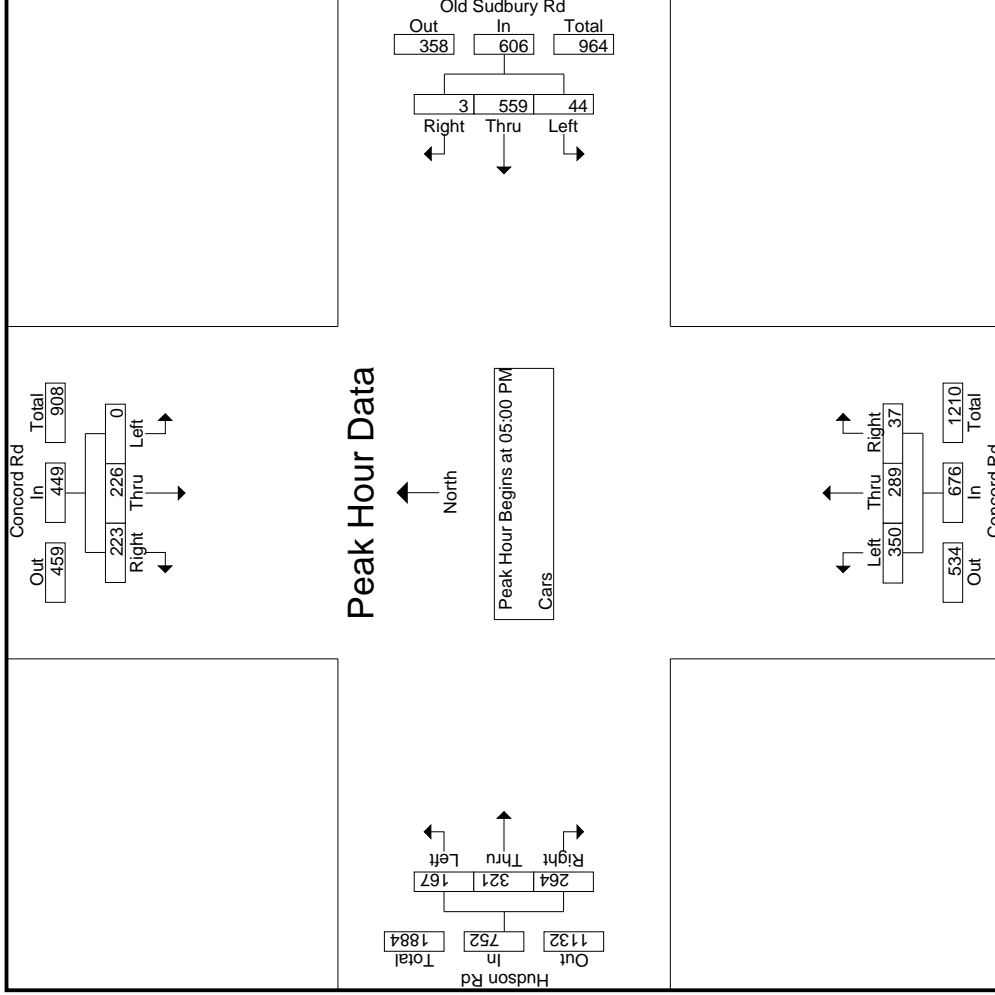 Old Sudbury Rd
Out In Total
358 606 964
3 559 44
Right Thru Left
Concord Rd
Out In Total
459 449 908
223 226 0
Right Thru Left
Peak Hour Data
North
Peak Hour Begins at 05:00 PM
Cars
Left Thru Right
350 289 37
534 676 1210
Out In Total
Concord Rd
Left Thru Right
167 321 264
1884 752 1132
Total In Out
Hudson Rd